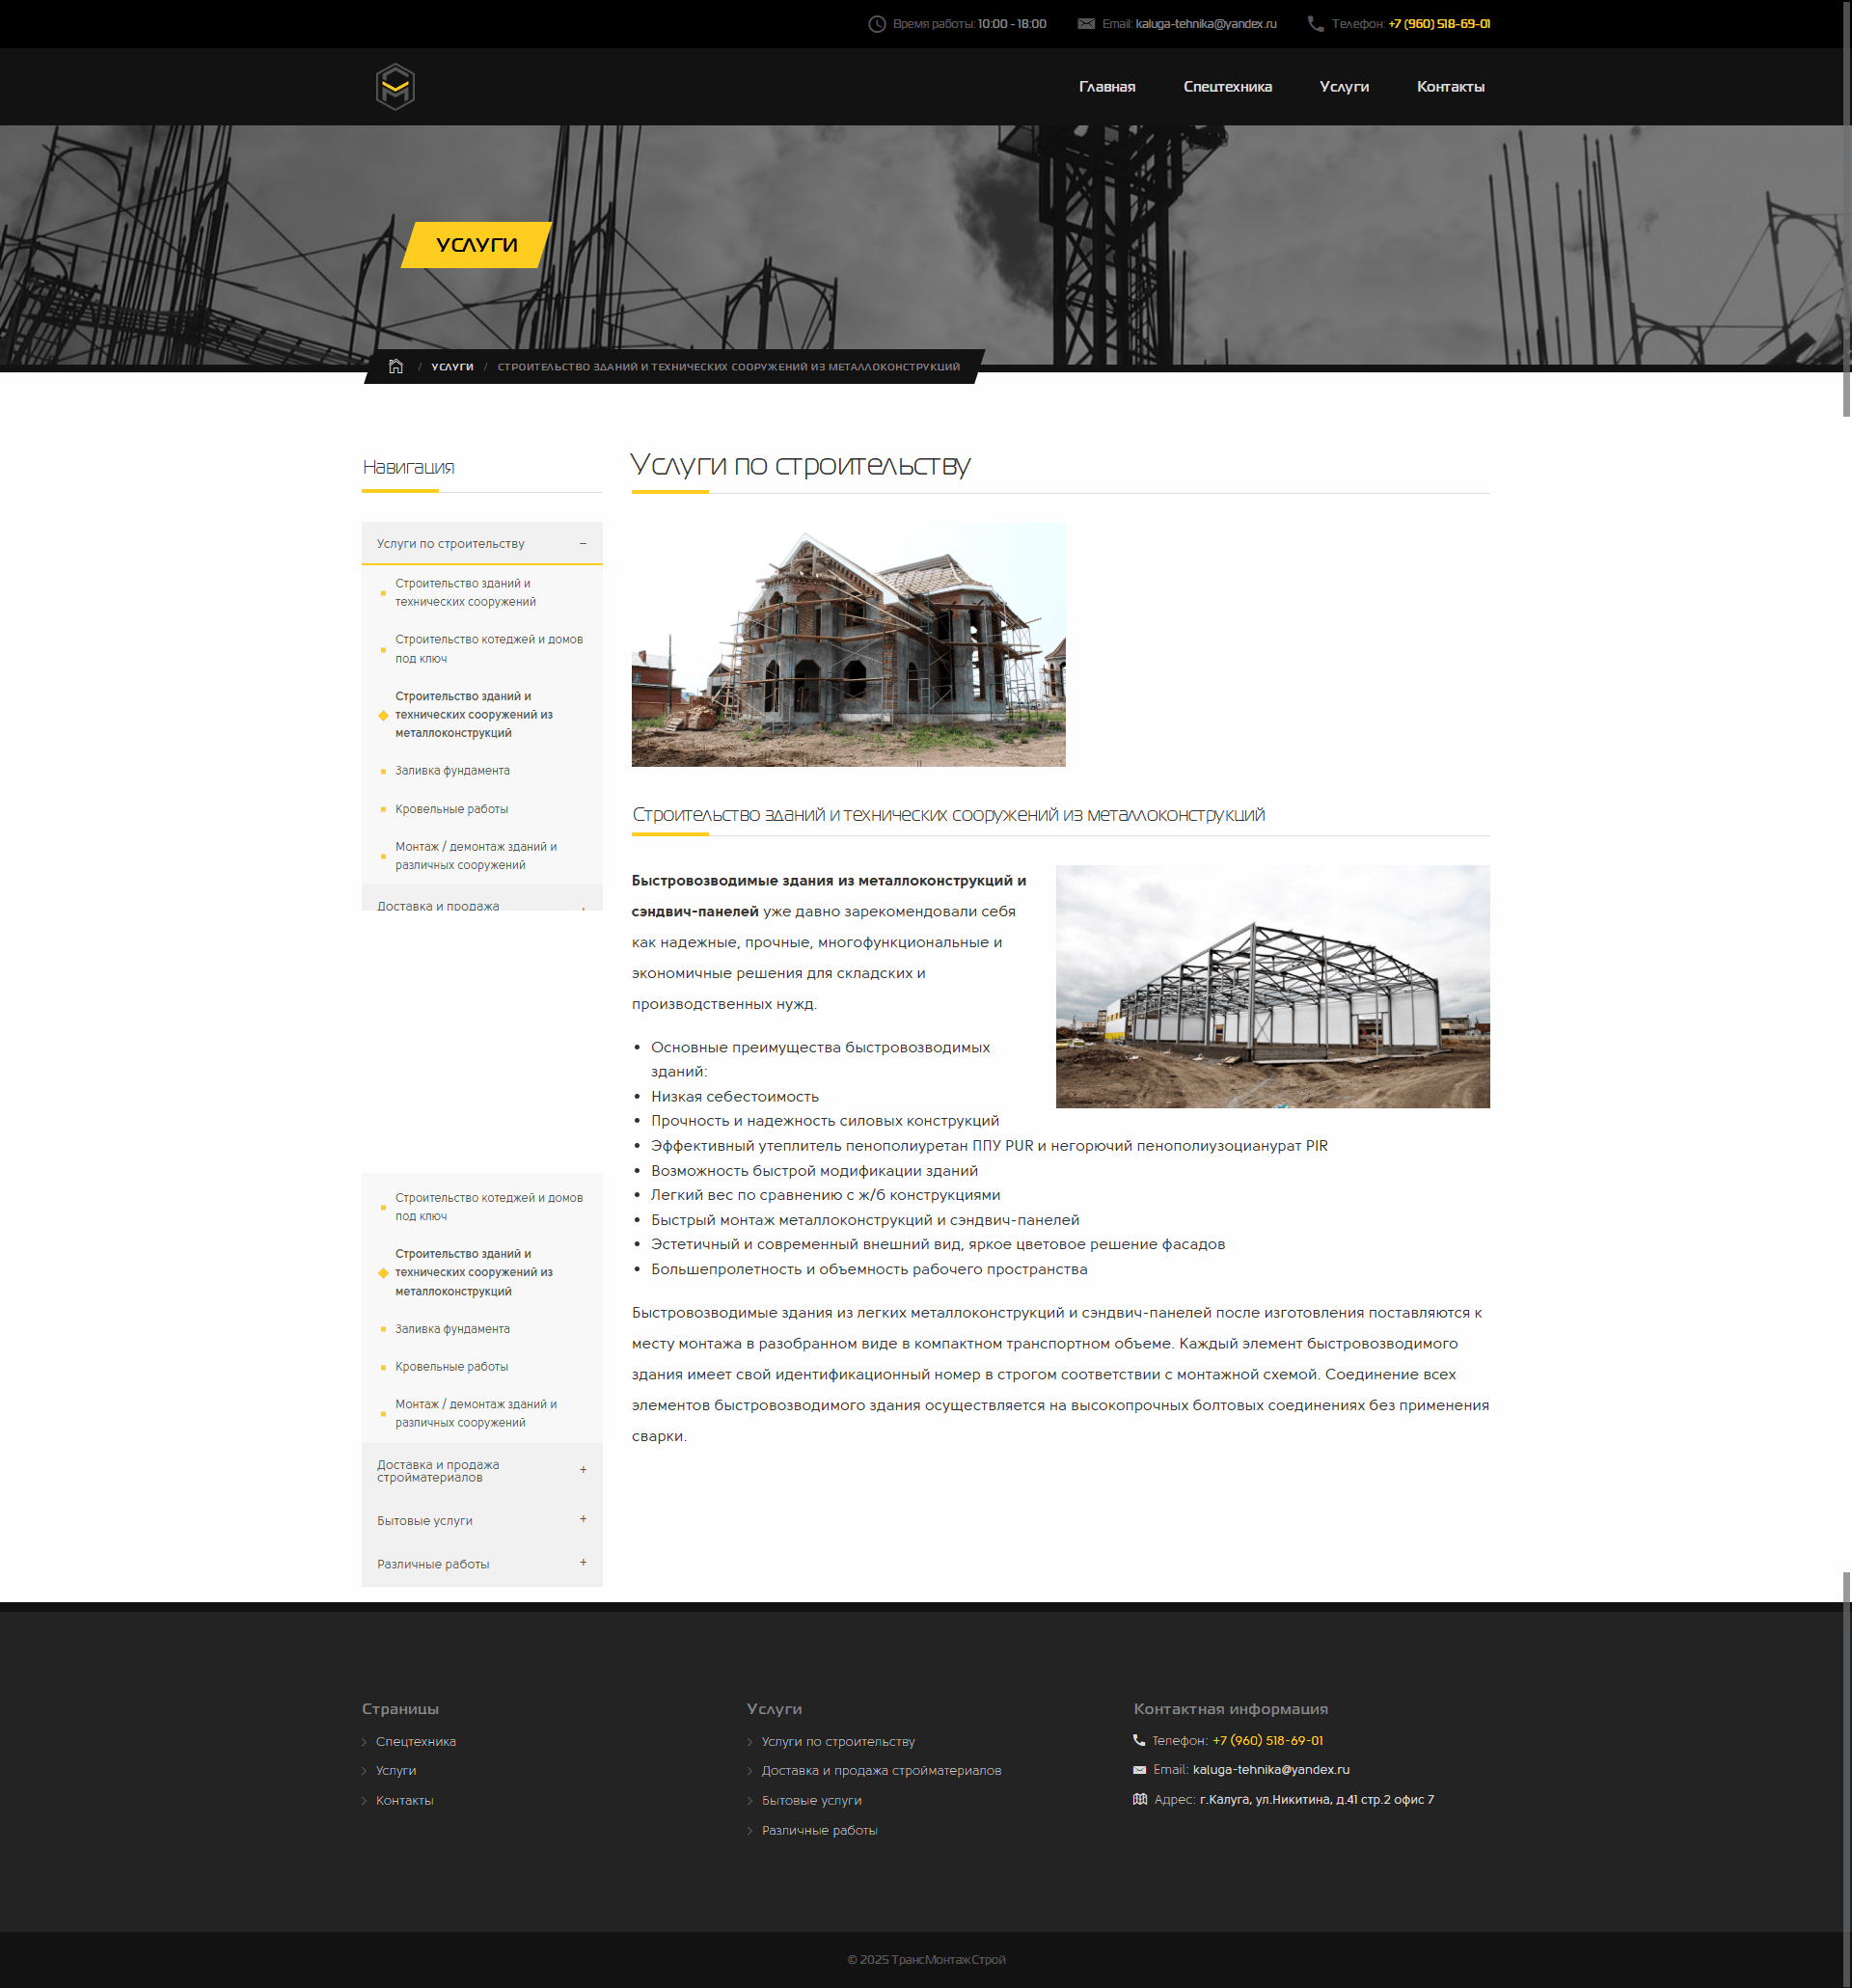 Время работы: 10:00 - 18:00
Email: kaluga-tehnika@yandex.ru
Телефон: +7 (960) 518-69-01
Главная
Спецтехника
Услуги
Контакты
УСЛУГИ
/ УСЛУГИ / СТРОИТЕЛЬСТВО ЗДАНИЙ И ТЕХНИЧЕСКИХ СООРУЖЕНИЙ ИЗ МЕТАЛЛОКОНСТРУКЦИЙ
Навигация
Услуги по строительству –
Строительство зданий и
технических сооружений
Строительство котеджей и домов
под ключ
Строительство зданий и
технических сооружений из
металлоконструкций
Заливка фундамента
Кровельные работы
Монтаж / демонтаж зданий и
различных сооружений
Доставка и продажа
Строительство котеджей и домов
под ключ
Строительство зданий и
технических сооружений из
металлоконструкций
Заливка фундамента
Кровельные работы
Монтаж / демонтаж зданий и
различных сооружений
Доставка и продажа
стройматериалов +
Бытовые услуги +
Различные работы +
Услуги по строительству
Строительство зданий и технических сооружений из металлоконструкций
Быстровозводимые здания из металлоконструкций и
сэндвич-панелей уже давно зарекомендовали себя
как надежные, прочные, многофункциональные и
экономичные решения для складских и
производственных нужд.
• Основные преимущества быстровозводимых
зданий:
• Низкая себестоимость
• Прочность и надежность силовых конструкций
• Эффективный утеплитель пенополиуретан ППУ PUR и негорючий пенополиузоцианурат PIR
• Возможность быстрой модификации зданий
• Легкий вес по сравнению с ж/б конструкциями
• Быстрый монтаж металлоконструкций и сэндвич-панелей
• Эстетичный и современный внешний вид, яркое цветовое решение фасадов
• Большепролетность и объемность рабочего пространства
Быстровозводимые здания из легких металлоконструкций и сэндвич-панелей после изготовления поставляются к
месту монтажа в разобранном виде в компактном транспортном объеме. Каждый элемент быстровозводимого
здания имеет свой идентификационный номер в строгом соответствии с монтажной схемой. Соединение всех
элементов быстровозводимого здания осуществляется на высокопрочных болтовых соединениях без применения
сварки.
Страницы
Спецтехника
Услуги
Контакты
Услуги
Услуги по строительству
Доставка и продажа стройматериалов
Бытовые услуги
Различные работы
Контактная информация
Телефон: +7 (960) 518-69-01
Email: kaluga-tehnika@yandex.ru
Адрес: г.Калуга, ул.Никитина, д.41 стр.2 офис 7
© 2025 ТрансМонтажСтрой